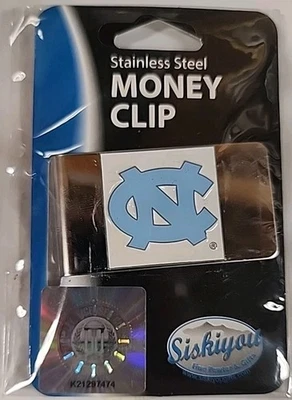 Stainless Steel
MONEY
CLIP
NC
®
Siskiyou
K21297474